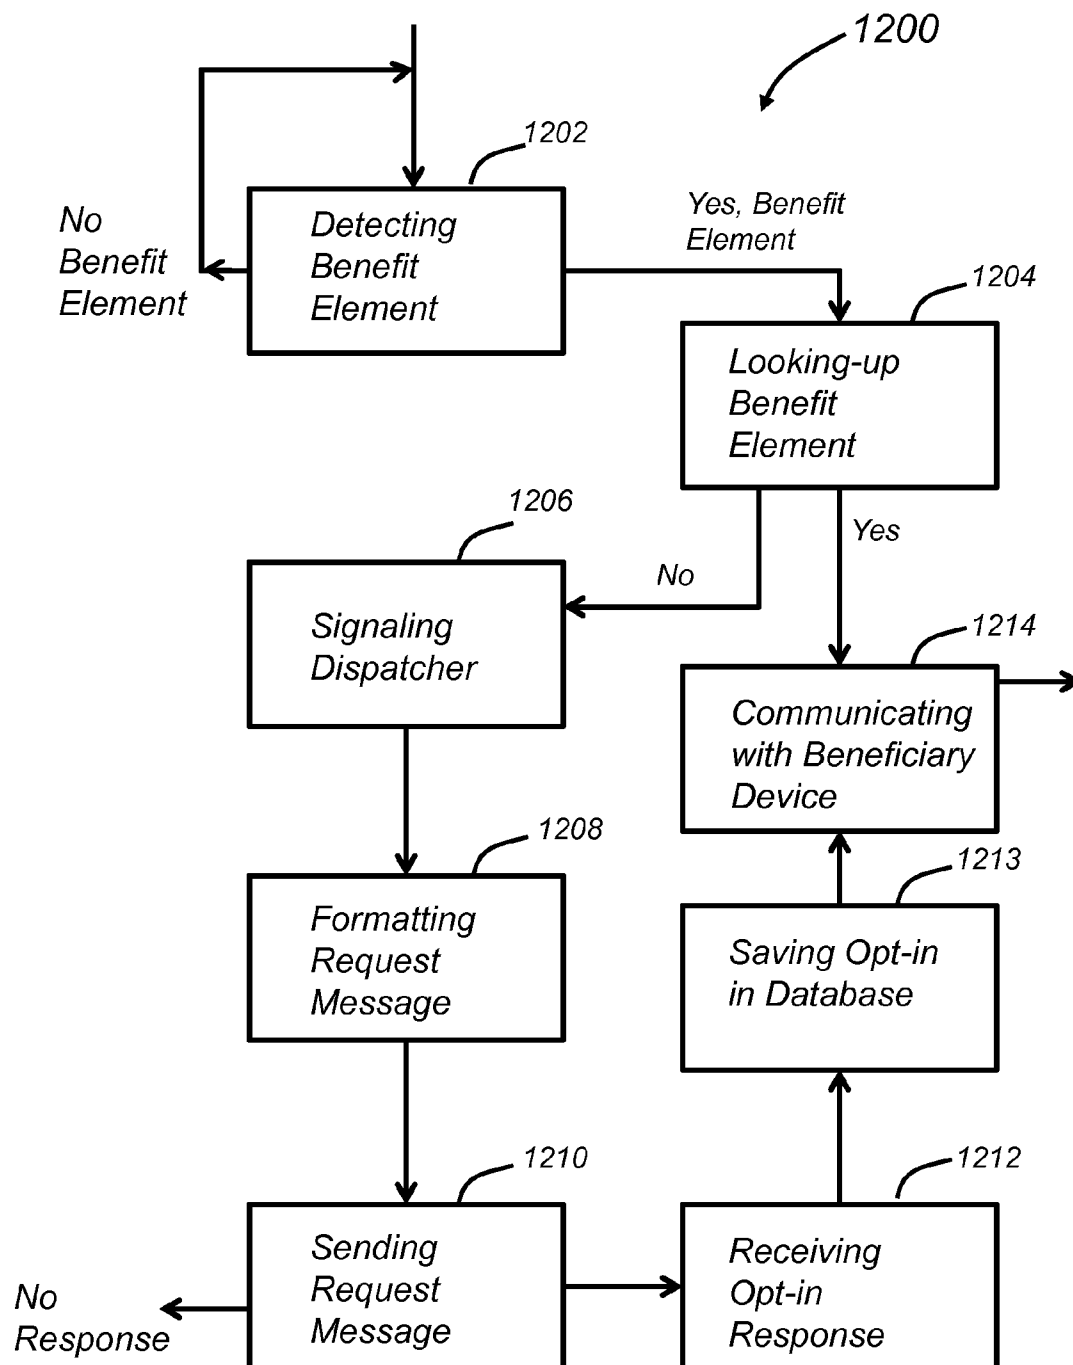 1200
1202
No
Benefit
Element
Detecting
Benefit
Element
Yes, Benefit
Element
1204
Looking-up
Benefit
Element
1206
Yes
No
Signaling
Dispatcher
1214
Communicating
with Beneficiary
Device
1208
Formatting
Request
Message
1213
Saving Opt-in
in Database
1210
Sending
Request
Message
1212
Receiving
Opt-in
Response
No
Response